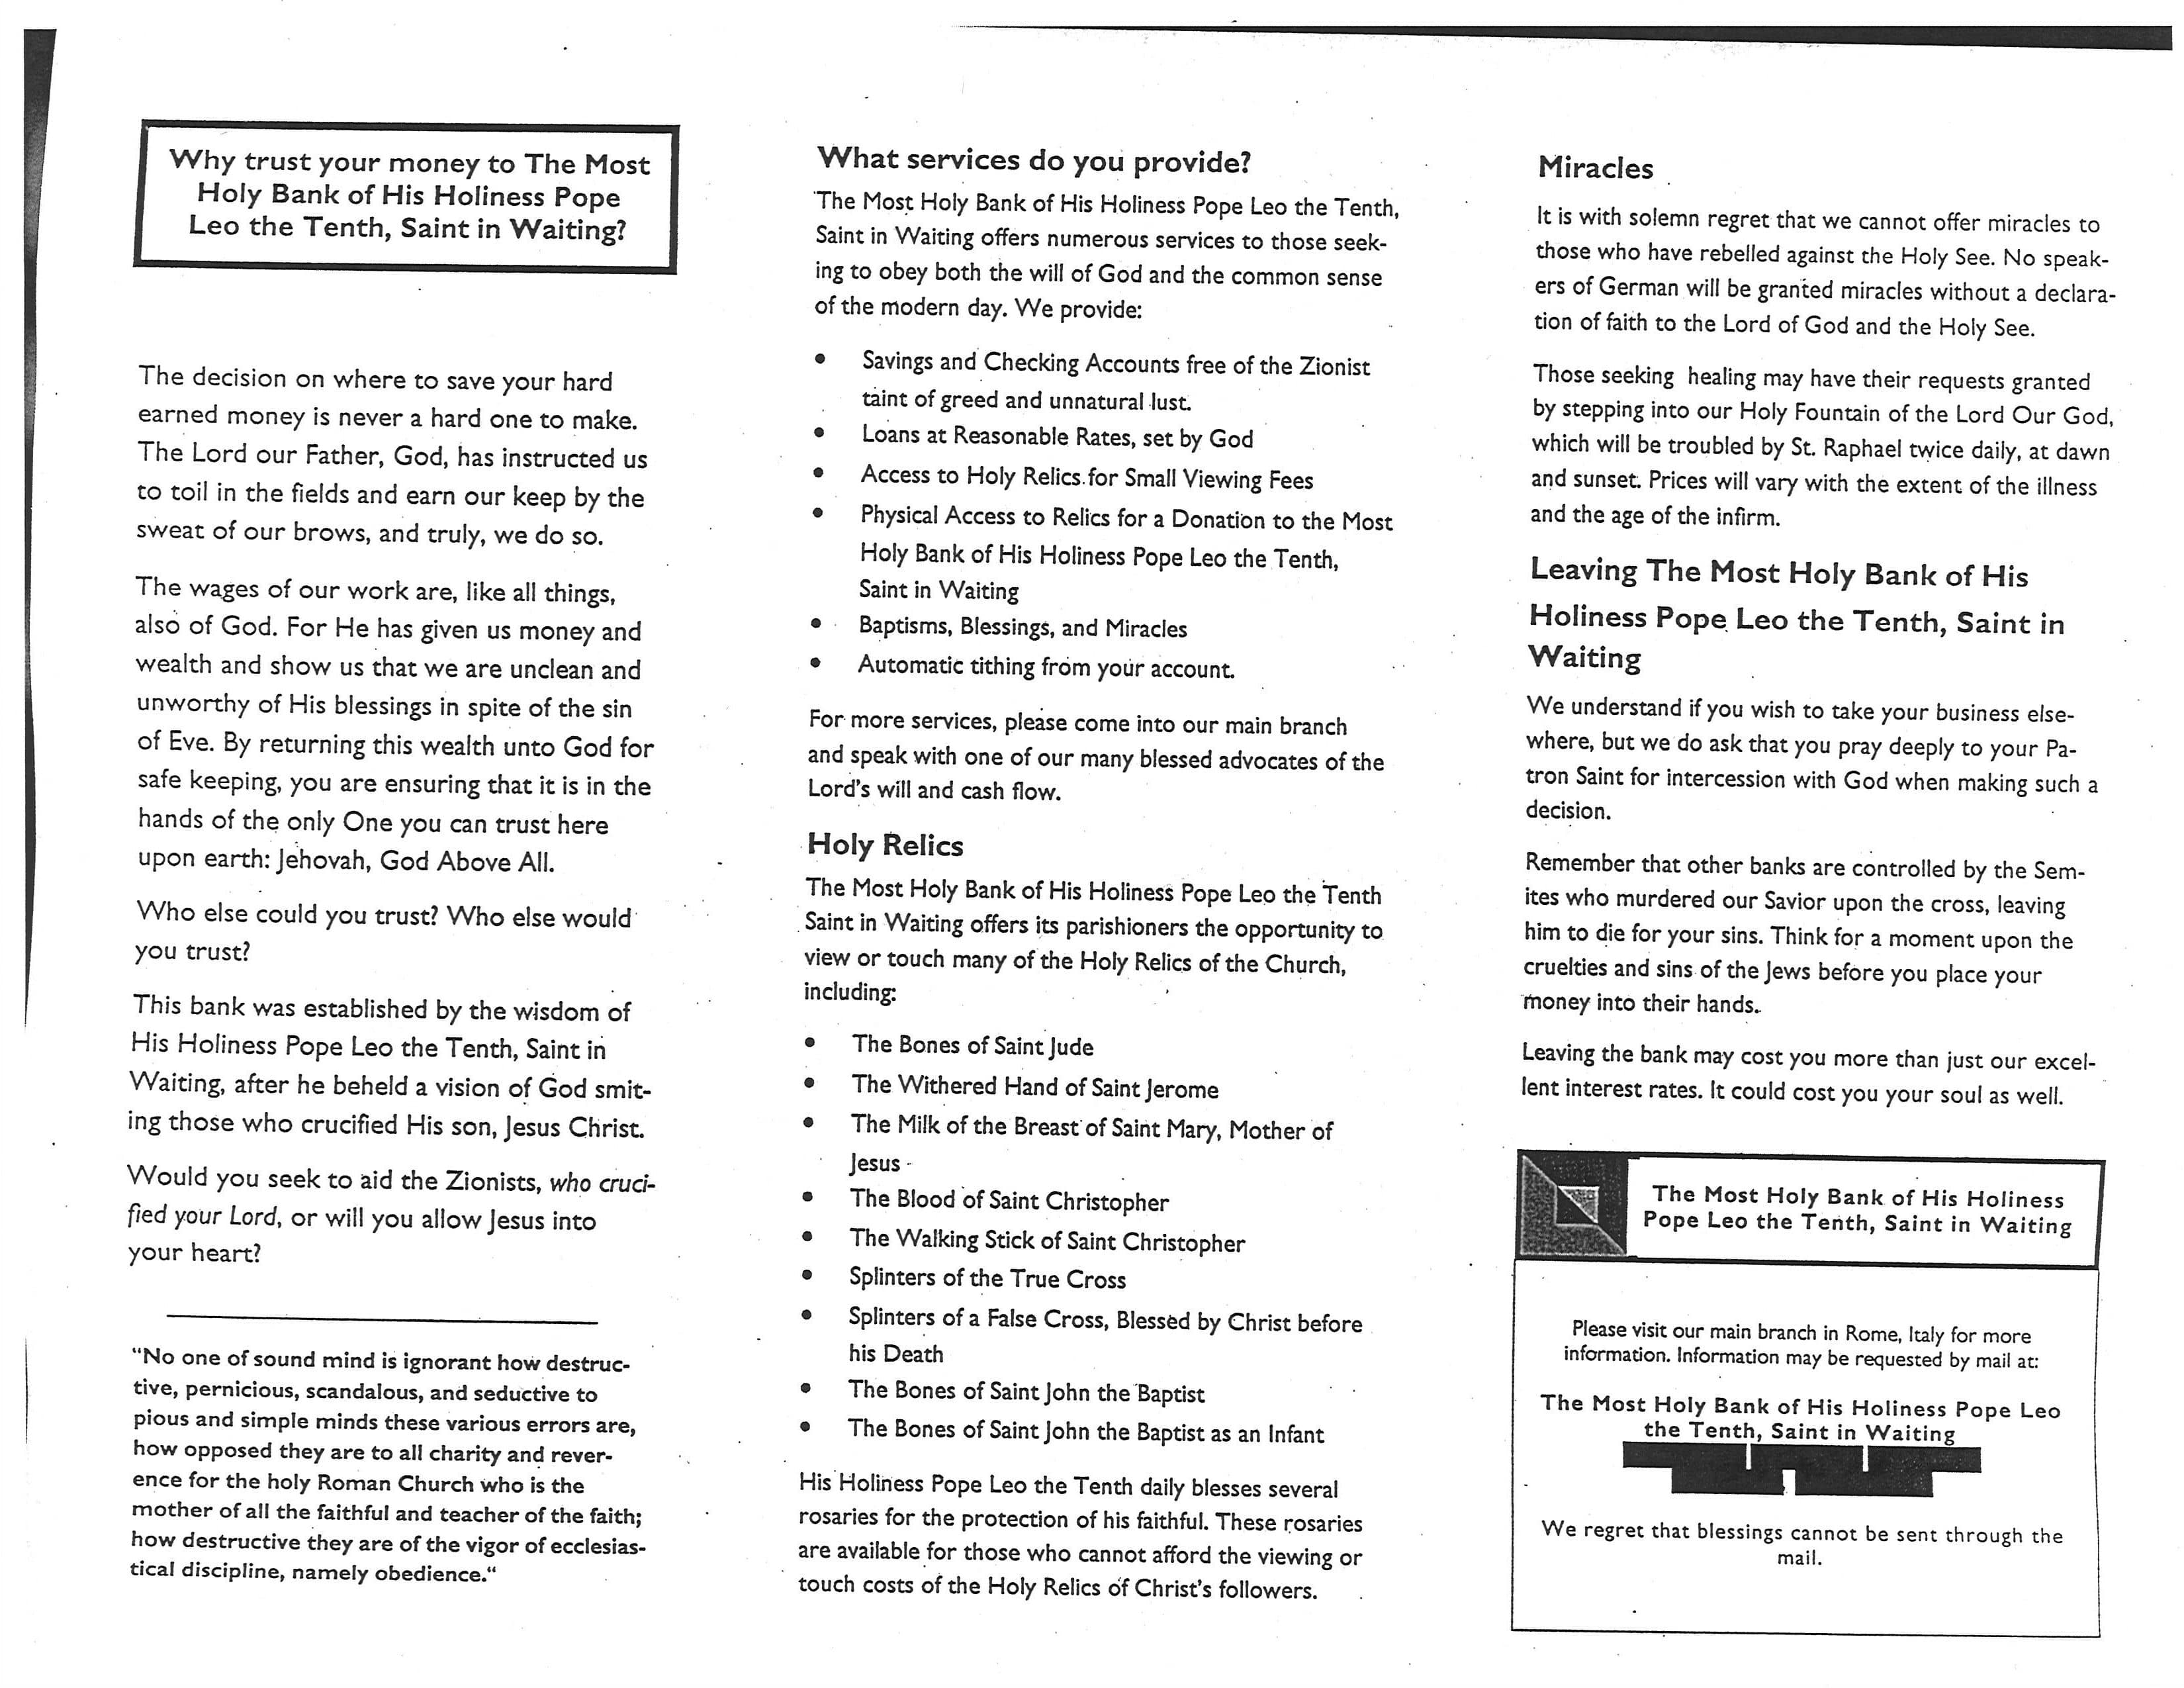 Why trust your money to The Most
Holy Bank of His Holiness Pope
Leo the Tenth, Saint in Waiting?
The decision on where to save your hard
earned money is never a hard one to make.
The Lord our Father, God, has instructed us
to toil in the fields and earn our keep by the
sweat of our brows, and truly, we do so.
The wages of our work are, like all things,
also of God. For He has given us money and
wealth and show us that we are unclean and
unworthy of His blessings in spite of the sin
of Eve. By returning this wealth unto God for
safe keeping, you are ensuring that it is in the
hands of the only One you can trust here
upon earth: Jehovah, God Above All.
Who else could you trust? Who else would
you trust?
This bank was established by the wisdom of
His Holiness Pope Leo the Tenth, Saint in
Waiting, after he beheld a vision of God smit-
ing those who crucified His son, Jesus Christ.
Would you seek to aid the Zionists, who cruci-
fied your Lord, or will you allow Jesus into
your heart?
“No one of sound mind is ignorant how destruc-
tive, pernicious, scandalous, and seductive to
pious and simple minds these various errors are,
how opposed they are to all charity and rever-
ence for the holy Roman Church who is the
mother of all the faithful and teacher of the faith;
how destructive they are of the vigor of ecclesias-
tical discipline, namely obedience.“
What services do you provide?
The Most Holy Bank of His Holiness Pope Leo the Tenth,
Saint in Waiting offers numerous services to those seek-
ing to obey both the will of God and the common sense
of the modern day. We provide:
• Savings and Checking Accounts free of the Zionist
taint of greed and unnatural lust.
• Loans at Reasonable Rates, set by God
• Access to Holy Relics for Small Viewing Fees
• Physical Access to Relics for a Donation to the Most
Holy Bank of His Holiness Pope Leo the Tenth,
Saint in Waiting
• Baptisms, Blessings, and Miracles
• Automatic tithing from your account.
For more services, please come into our main branch
and speak with one of our many blessed advocates of the
Lord's will and cash flow.
Holy Relics
The Most Holy Bank of His Holiness Pope Leo the Tenth
Saint in Waiting offers its parishioners the opportunity to
view or touch many of the Holy Relics of the Church,
including:
• The Bones of Saint Jude
• The Withered Hand of Saint Jerome
• The Milk of the Breast of Saint Mary, Mother of
Jesus
• The Blood of Saint Christopher
• The Walking Stick of Saint Christopher
• Splinters of the True Cross
• Splinters of a False Cross, Blessed by Christ before
his Death
• The Bones of Saint John the Baptist
• The Bones of Saint John the Baptist as an Infant
His Holiness Pope Leo the Tenth daily blesses several
rosaries for the protection of his faithful. These rosaries
are available for those who cannot afford the viewing or
touch costs of the Holy Relics of Christ's followers.
Miracles
It is with solemn regret that we cannot offer miracles to
those who have rebelled against the Holy See. No speak-
ers of German will be granted miracles without a declara-
tion of faith to the Lord of God and the Holy See.
Those seeking healing may have their requests granted
by stepping into our Holy Fountain of the Lord Our God,
which will be troubled by St. Raphael twice daily, at dawn
and sunset. Prices will vary with the extent of the illness
and the age of the infirm.
Leaving The Most Holy Bank of His
Holiness Pope Leo the Tenth, Saint in
Waiting
We understand if you wish to take your business else-
where, but we do ask that you pray deeply to your Pa-
tron Saint for intercession with God when making such a
decision.
Remember that other banks are controlled by the Sem-
ites who murdered our Savior upon the cross, leaving
him to die for your sins. Think for a moment upon the
cruelties and sins of the Jews before you place your
money into their hands.
Leaving the bank may cost you more than just our excel-
lent interest rates. It could cost you your soul as well.
The Most Holy Bank of His Holiness
Pope Leo the Tenth, Saint in Waiting
Please visit our main branch in Rome, Italy for more
information. Information may be requested by mail at:
The Most Holy Bank of His Holiness Pope Leo
the Tenth, Saint in Waiting
We regret that blessings cannot be sent through the
mail.